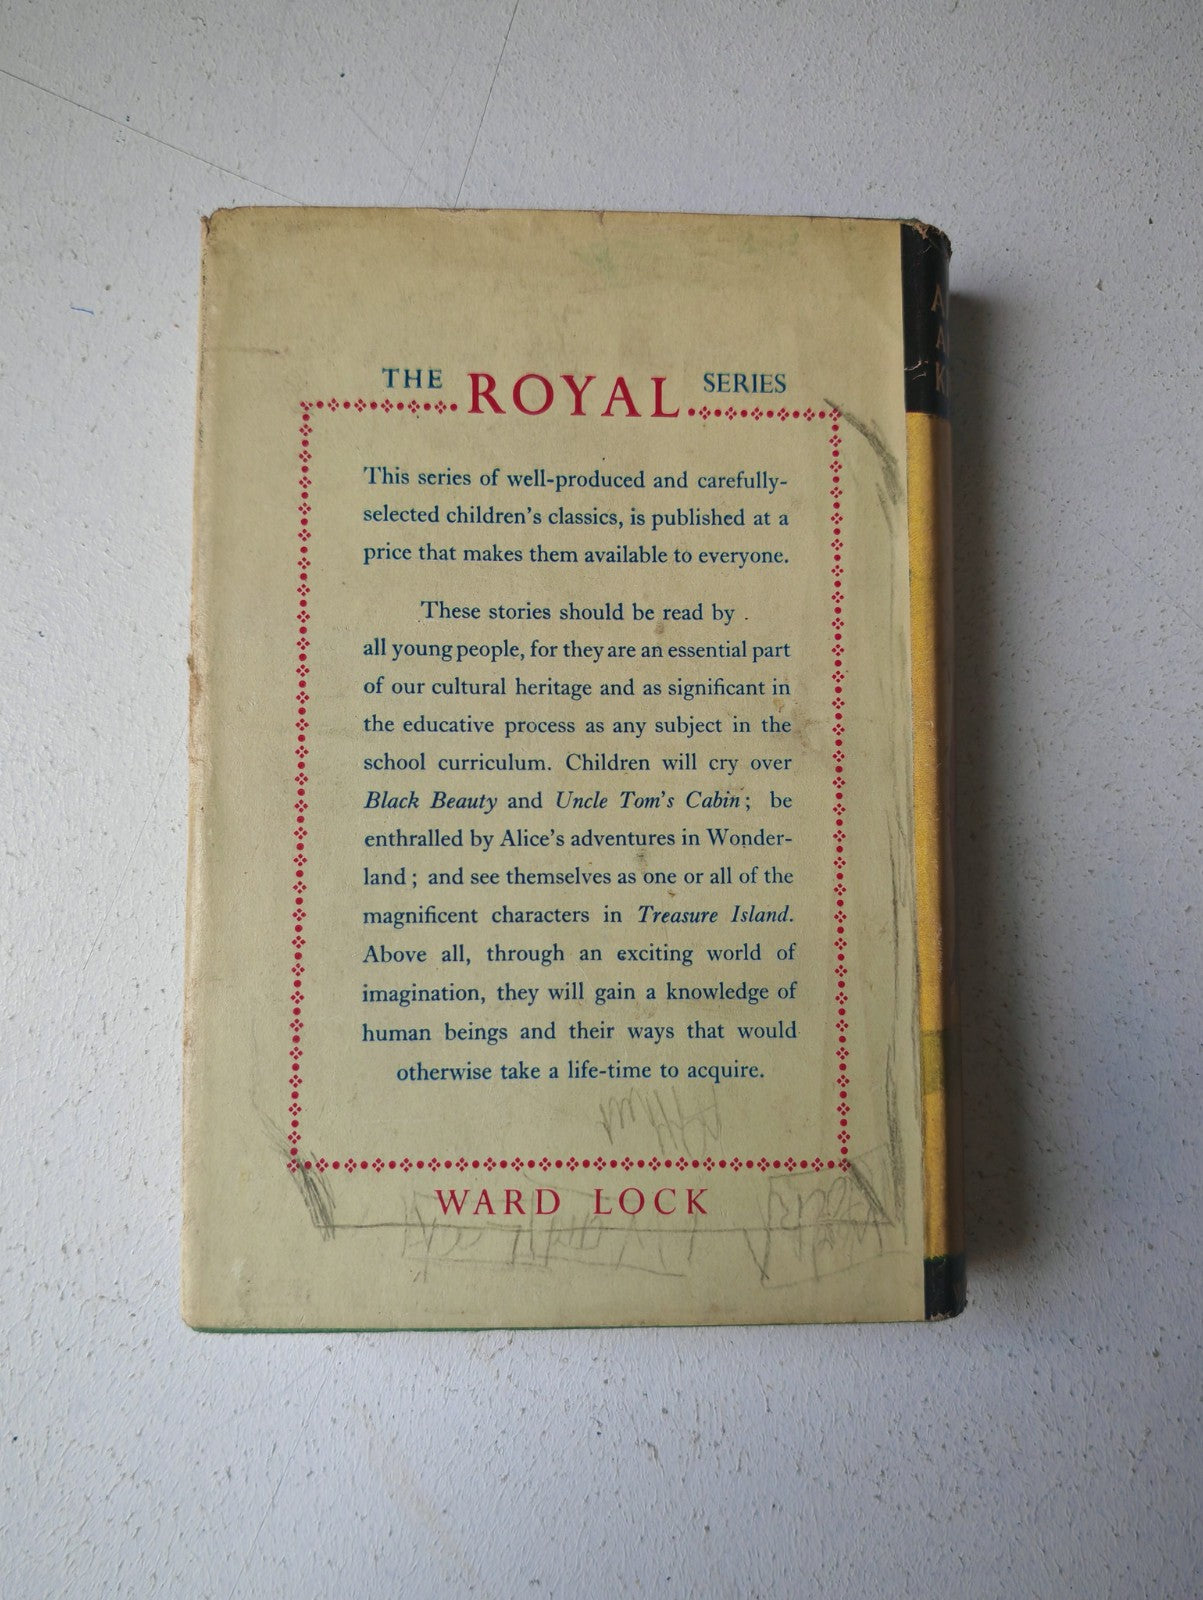 THE ROYAL SERIES
This series of well-produced and carefully-
selected children's classics, is published at a
price that makes them available to everyone.
These stories should be read by
all young people, for they are an essential part
of our cultural heritage and as significant in
the educative process as any subject in the
school curriculum. Children will cry over
Black Beauty and Uncle Tom's Cabin; be
enthralled by Alice's adventures in Wonder-
land; and see themselves as one or all of the
magnificent characters in Treasure Island.
Above all, through an exciting world of
imagination, they will gain a knowledge of
human beings and their ways that would
otherwise take a life-time to acquire.
WARD LOCK